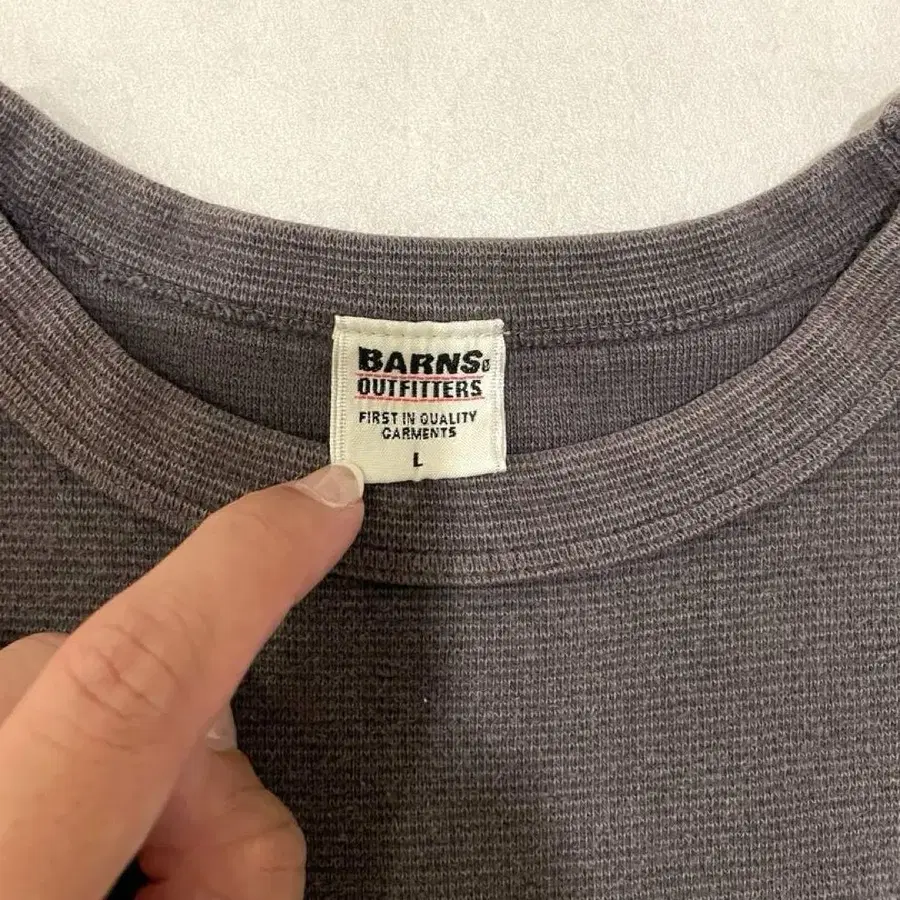 BARNS
OUTFITTERS
FIRST IN QUALITY
GARMENTS
L